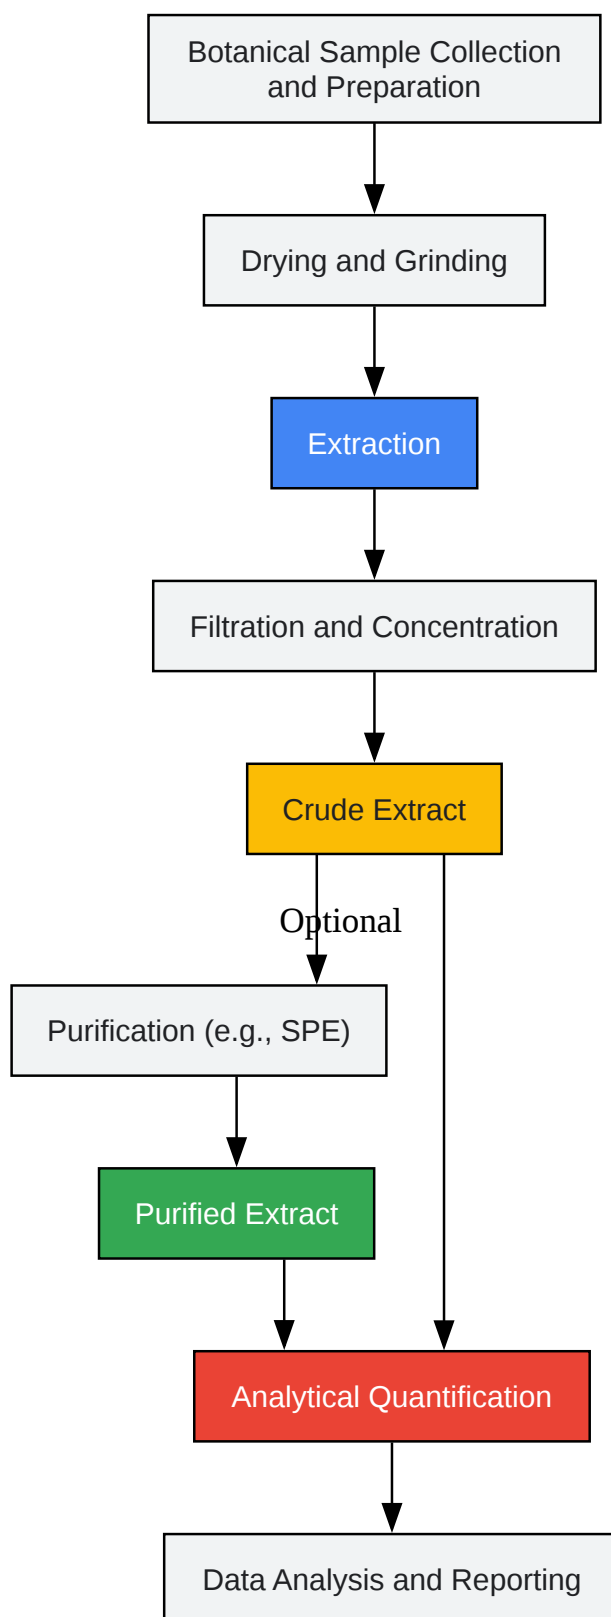 Botanical Sample Collection
and Preparation
Drying and Grinding
Extraction
Filtration and Concentration
Crude Extract
Optional
Purification (e.g., SPE)
Purified Extract
Analytical Quantification
Data Analysis and Reporting